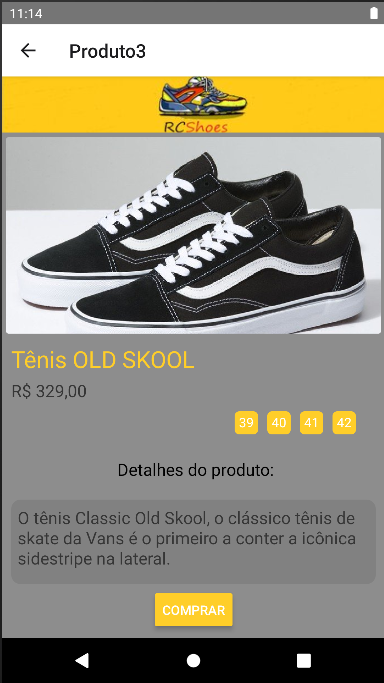 11:14
Produto3
RCShoes
Tênis OLD SKOOL
R$ 329,00
39 40 41 42
Detalhes do produto:
O tênis Classic Old Skool, o clássico tênis de
skate da Vans é o primeiro a conter a icônica
sidestripe na lateral.
COMPRAR